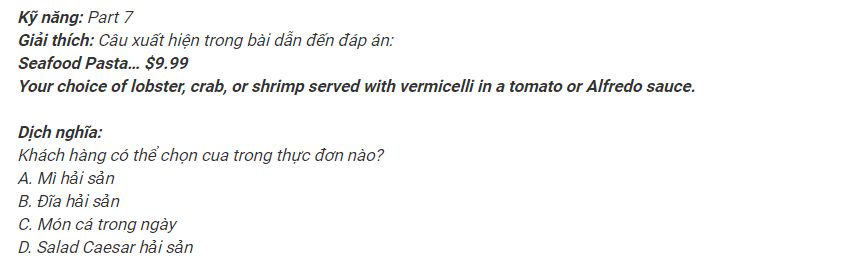 Kỹ năng: Part 7
Giải thích: Câu xuất hiện trong bài dẫn đến đáp án:
Seafood Pasta... $9.99
Your choice of lobster, crab, or shrimp served with vermicelli in a tomato or Alfredo sauce.
Dịch nghĩa:
Khách hàng có thể chọn cua trong thực đơn nào?
A. Mì hải sản
B. Đĩa hải sản
C. Món cá trong ngày
D. Salad Caesar hải sản